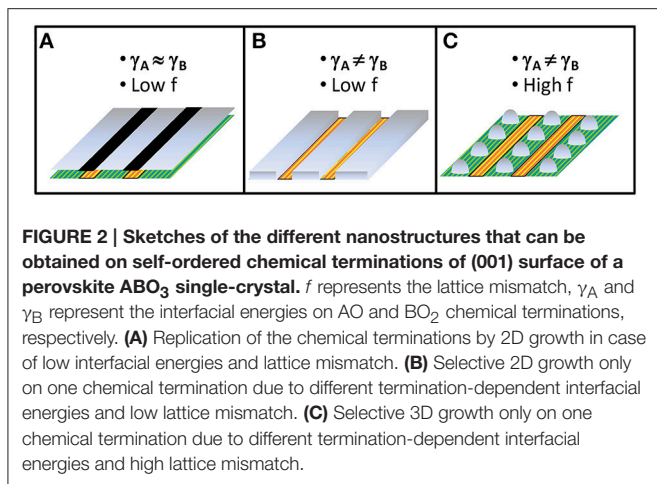 A
• γA ≈ γB
• Low f
B
• γA ≠ γB
• Low f
C
• γA ≠ γB
• High f
FIGURE 2 | Sketches of the different nanostructures that can be
obtained on self-ordered chemical terminations of (001) surface of a
perovskite ABO₃ single-crystal. f represents the lattice mismatch, γA and
γB represent the interfacial energies on AO and BO₂ chemical terminations,
respectively. (A) Replication of the chemical terminations by 2D growth in case
of low interfacial energies and lattice mismatch. (B) Selective 2D growth only
on one chemical termination due to different termination-dependent interfacial
energies and low lattice mismatch. (C) Selective 3D growth only on one
chemical termination due to different termination-dependent interfacial
energies and high lattice mismatch.